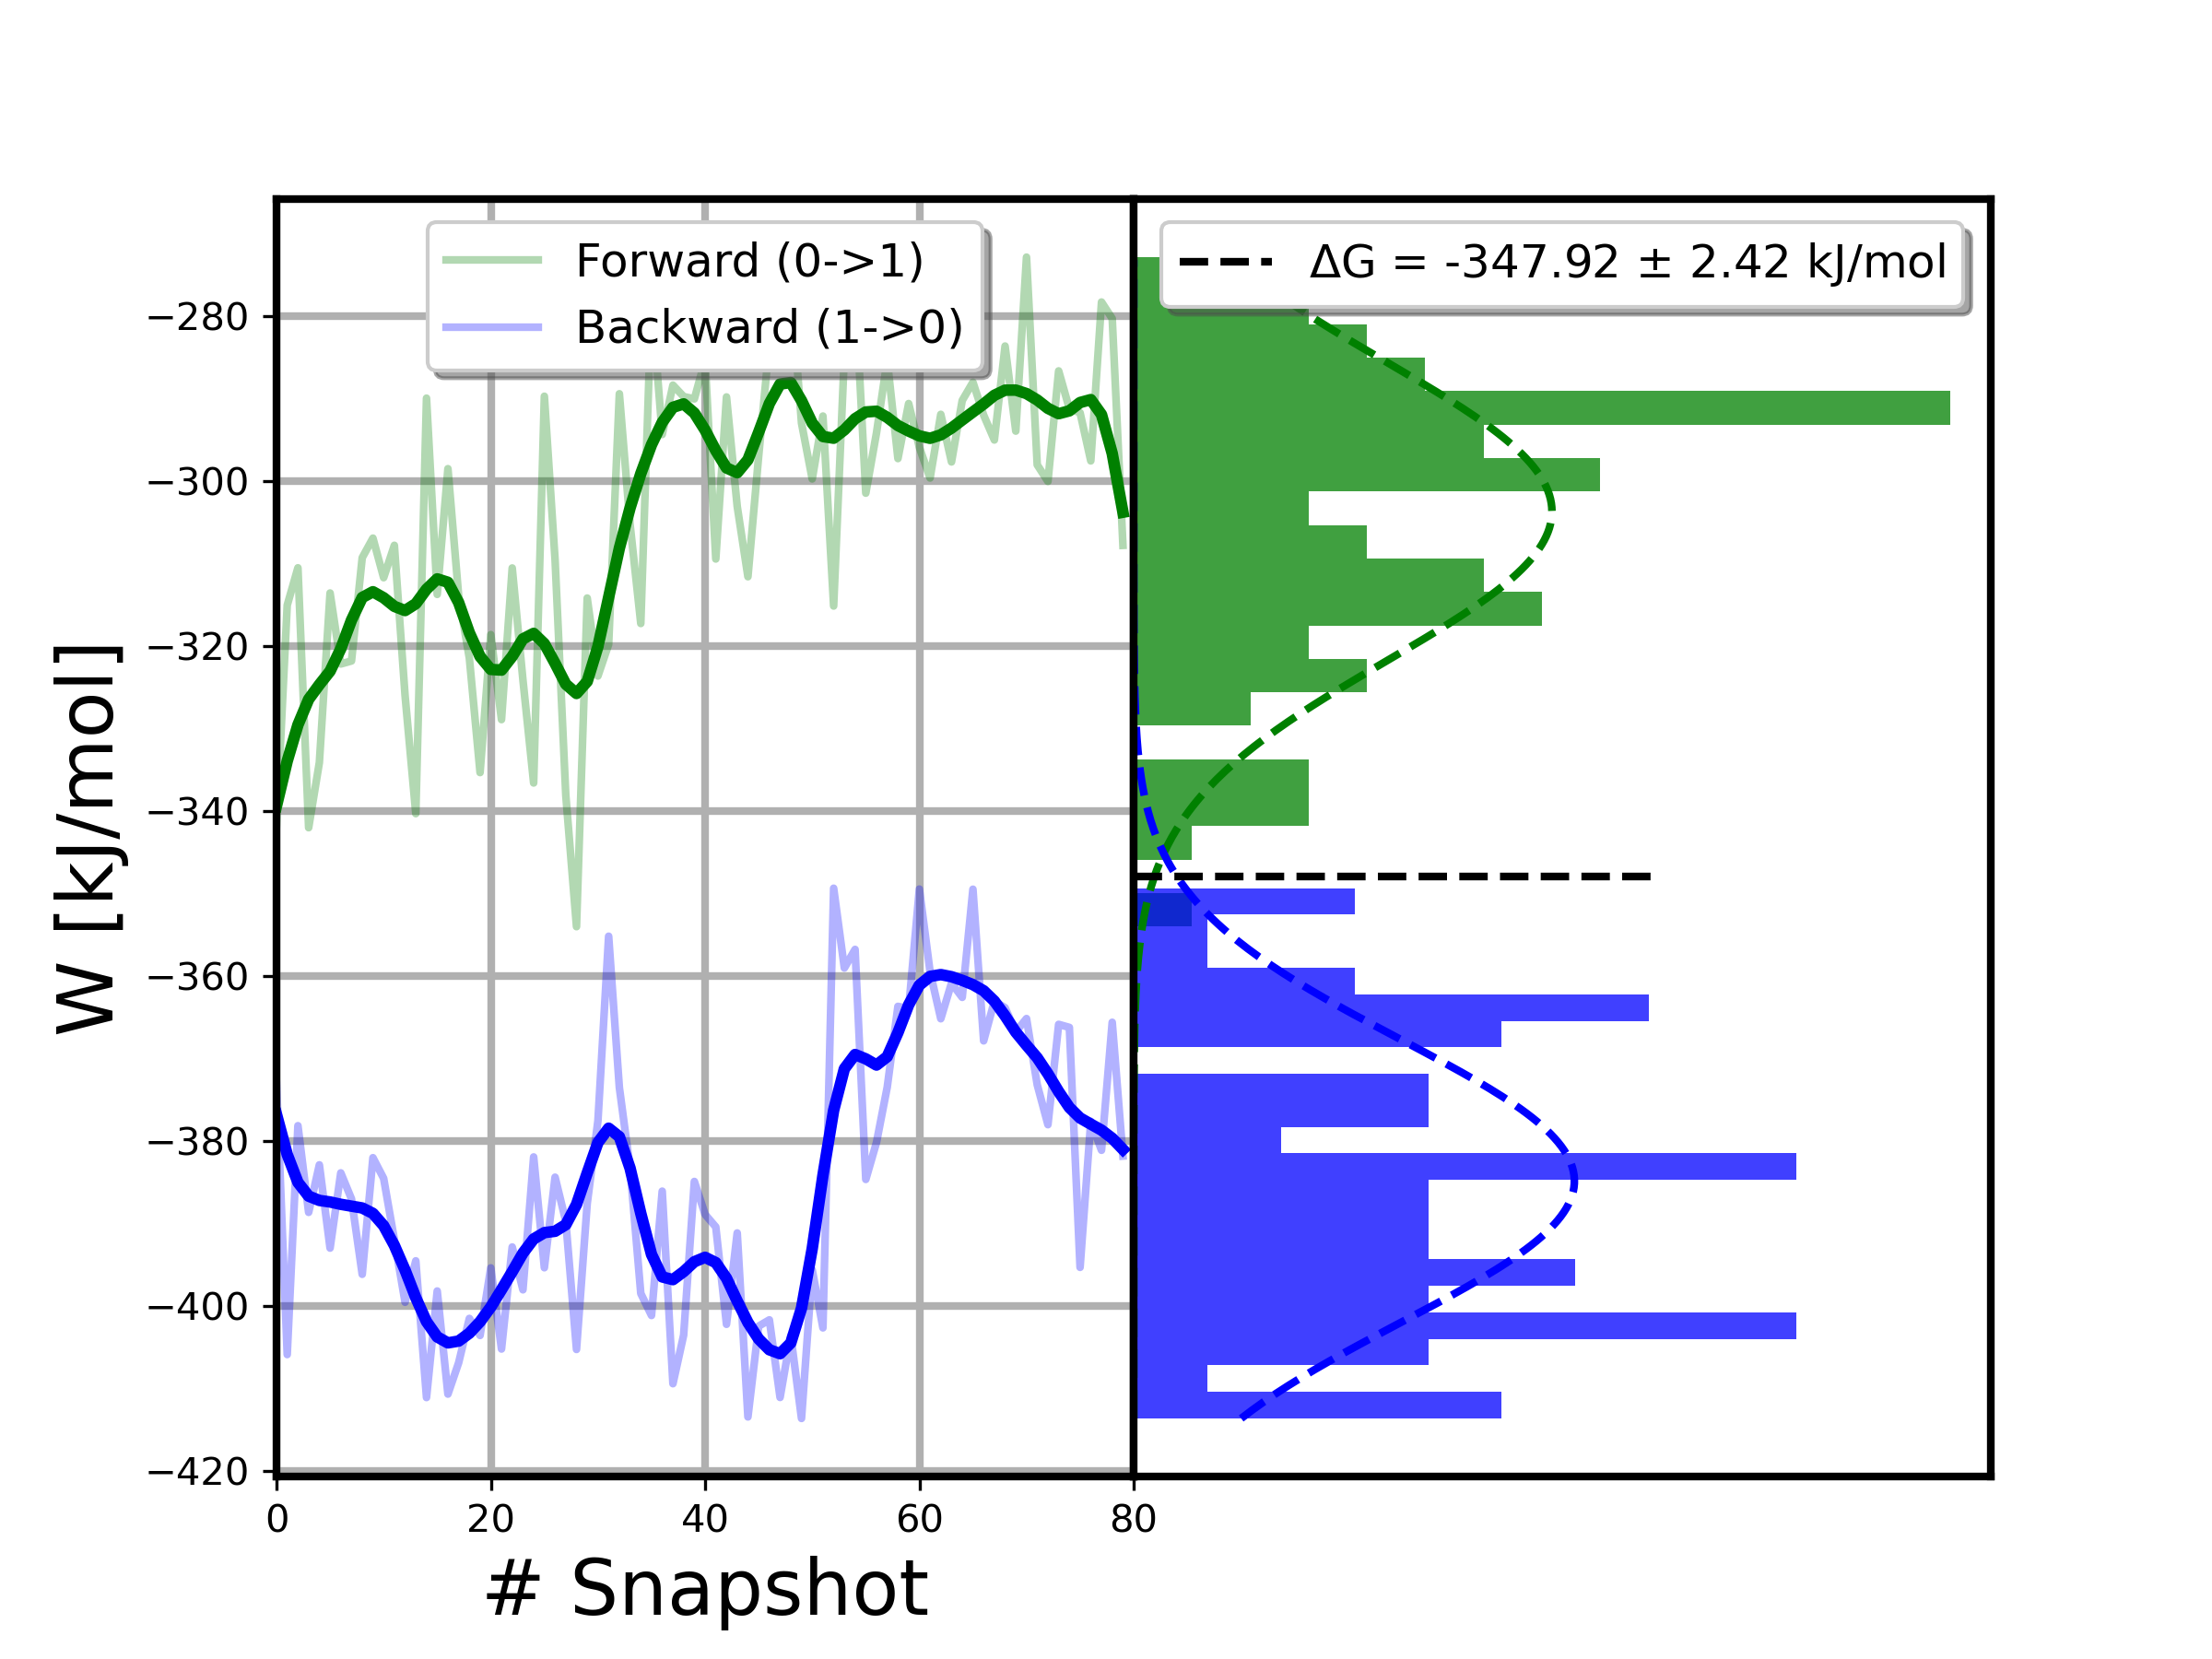 Forward (0->1)
Backward (1->0)
ΔG = -347.92 ± 2.42 kJ/mol
W [kJ/mol]
−280
−300
−320
−340
−360
−380
−400
−420
0 20 40 60 80
# Snapshot